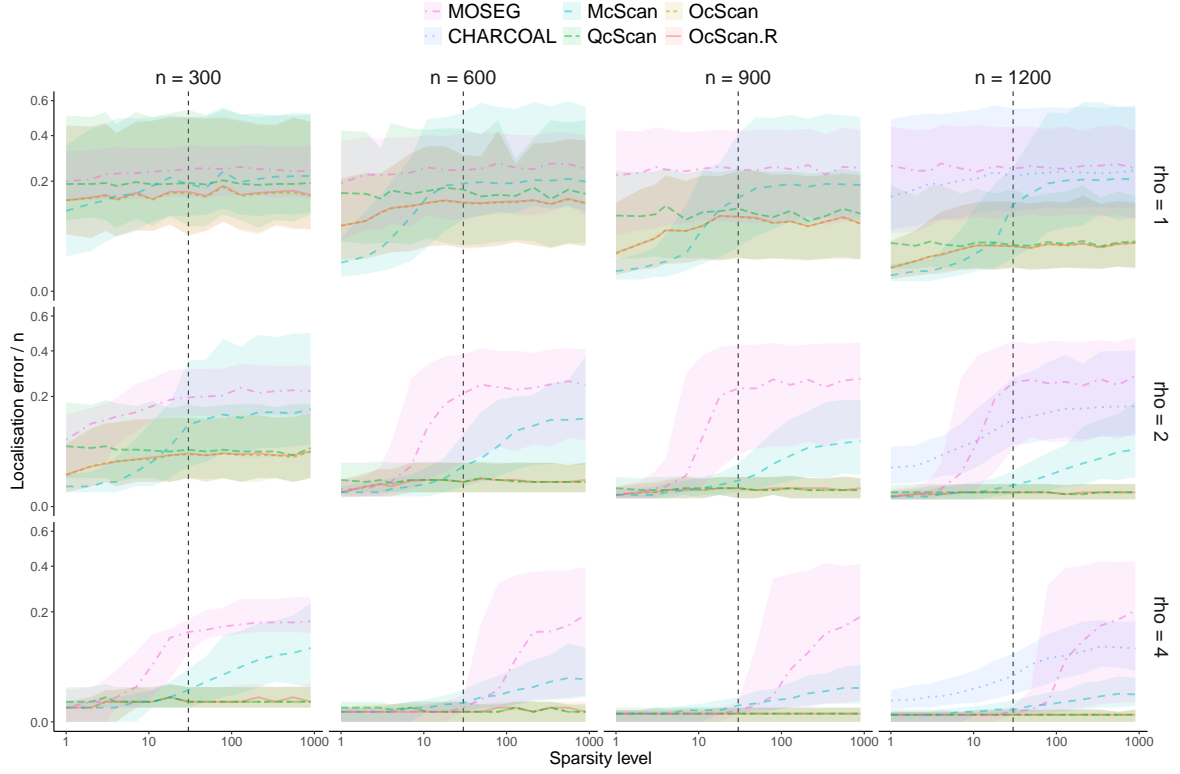 MOSEG McScan OcScan
CHARCOAL QcScan OcScan.R
n = 300 n = 600 n = 900 n = 1200
0.6
0.4
0.2
0.0
rho = 1
0.6
0.4
0.2
0.0
rho = 2
0.6
0.4
0.2
0.0
rho = 4
Localisation error / n
1 10 100 1000 1 10 100 1000 1 10 100 1000 1 10 100 1000
Sparsity level